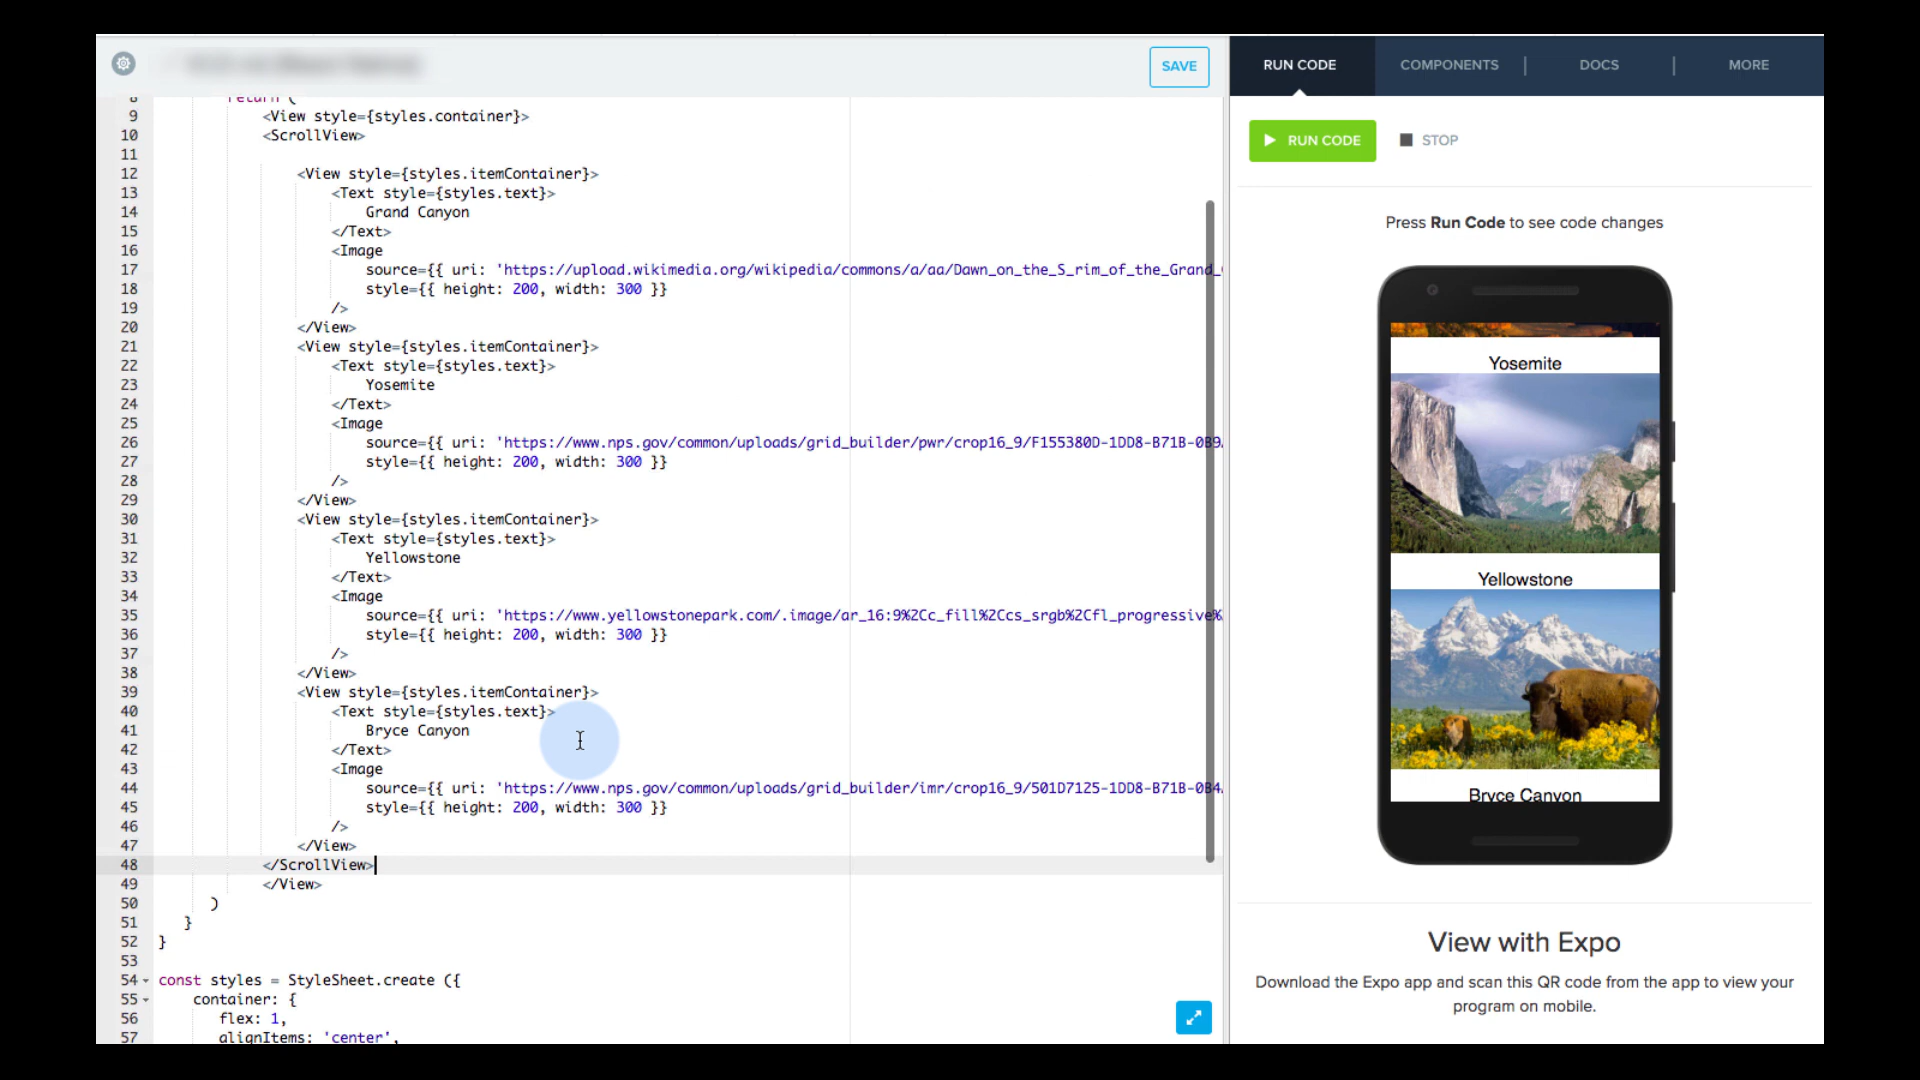 SAVE
RUN CODE
COMPONENTS
DOCS
MORE
8 return (
9 <View style={styles.container}>
10 <ScrollView>
11
12 <View style={styles.itemContainer}>
13 <Text style={styles.text}>
14 Grand Canyon
15 </Text>
16 <Image
17 source={{ uri: 'https://upload.wikimedia.org/wikipedia/commons/a/aa/Dawn_on_the_S_rim_of_the_Grand_
18 style={{ height: 200, width: 300 }}
19 />
20 </View>
21 <View style={styles.itemContainer}>
22 <Text style={styles.text}>
23 Yosemite
24 </Text>
25 <Image
26 source={{ uri: 'https://www.nps.gov/common/uploads/grid_builder/pwr/crop16_9/F155380D-1DD8-B71B-0B9
27 style={{ height: 200, width: 300 }}
28 />
29 </View>
30 <View style={styles.itemContainer}>
31 <Text style={styles.text}>
32 Yellowstone
33 </Text>
34 <Image
35 source={{ uri: 'https://www.yellowstonepark.com/.image/ar_16:9%2Cc_fill%2Ccs_srgb%2Cfl_progressive%
36 style={{ height: 200, width: 300 }}
37 />
38 </View>
39 <View style={styles.itemContainer}>
40 <Text style={styles.text}>
41 Bryce Canyon
42 </Text>
43 <Image
44 source={{ uri: 'https://www.nps.gov/common/uploads/grid_builder/imr/crop16_9/501D7125-1DD8-B71B-0B4
45 style={{ height: 200, width: 300 }}
46 />
47 </View>
48 </ScrollView>
49 </View>
50 )
51 }
52 }
53
54 const styles = StyleSheet.create ({
55 container: {
56 flex: 1,
57 alignItems: 'center',
RUN CODE
STOP
Press Run Code to see code changes
Yosemite
Yellowstone
Bryce Canyon
View with Expo
Download the Expo app and scan this QR code from the app to view your
program on mobile.